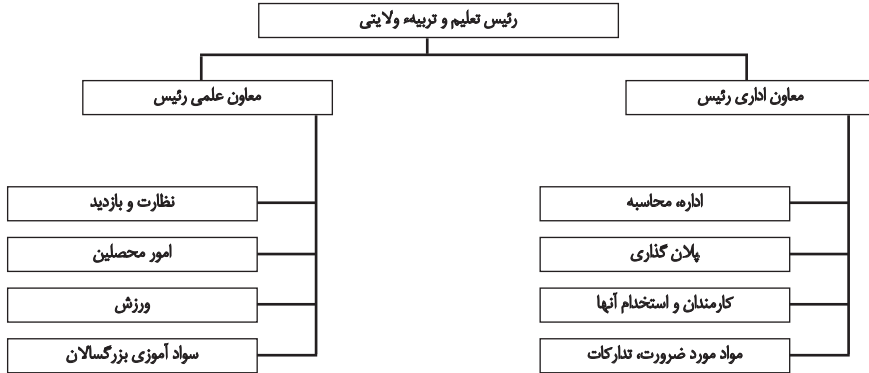 رئیس تعلیم و تربیهء ولایتی
معاون اداری رئیس
معاون علمی رئیس
اداره، محاسبه
نظارت و بازدید
پلان گذاری
امور محصلین
کارمندان و استخدام آنها
ورزش
مواد مورد ضرورت، تدارکات
سواد آموزی بزرگسالان